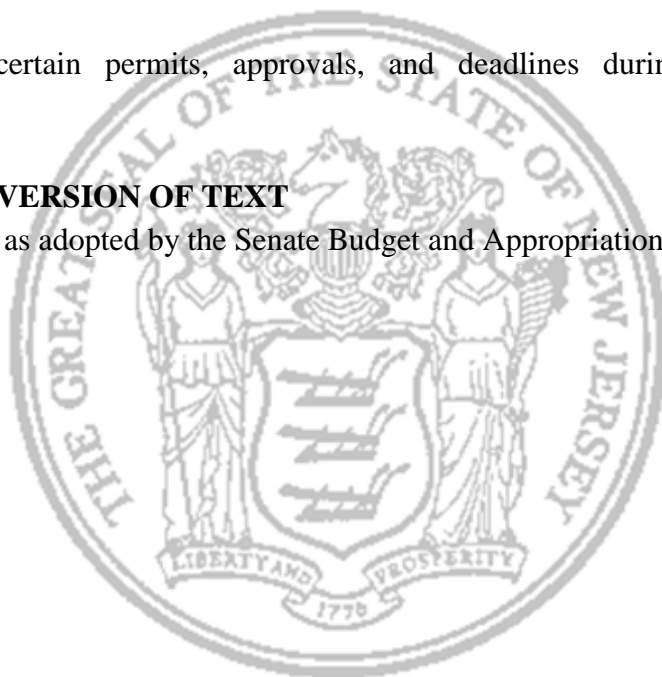 certain permits, approvals, and deadlines durin
VERSION OF TEXT
as adopted by the Senate Budget and Appropriation
THE GREAT SEAL OF THE STATE OF NEW JERSEY
LIBERTY AND PROSPERITY
1776